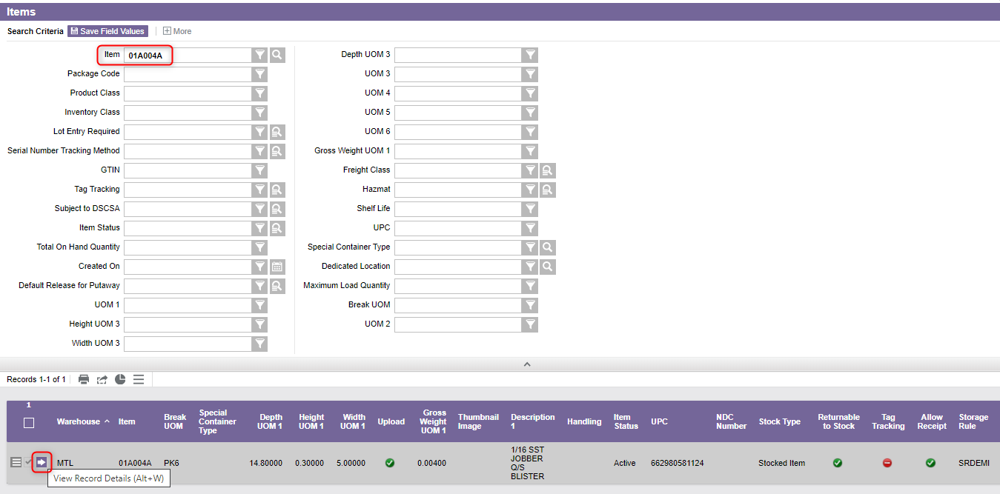 Items
Search Criteria Save Field Values More
Item 01A004A
Package Code
Product Class
Inventory Class
Lot Entry Required
Serial Number Tracking Method
GTIN
Tag Tracking
Subject to DSCSA
Item Status
Total On Hand Quantity
Created On
Default Release for Putaway
UOM 1
Height UOM 3
Width UOM 3
Depth UOM 3
UOM 3
UOM 4
UOM 5
UOM 6
Gross Weight UOM 1
Freight Class
Hazmat
Shelf Life
UPC
Special Container Type
Dedicated Location
Maximum Load Quantity
Break UOM
UOM 2
Records 1-1 of 1
1
Warehouse
Item
Break
UOM
Special
Container
Type
Depth
UOM 1
Height
UOM 1
Width
UOM 1
Upload
Gross
Weight
UOM 1
Thumbnail
Image
Description
1
Handling
Item
Status
UPC
NDC
Number
Stock Type
Returnable
to Stock
Tag
Tracking
Allow
Receipt
Storage
Rule
MTL
01A004A
PK6
14.80000
0.30000
5.00000
0.00400
1/16 SST
JOBBER
Q/S
BLISTER
Active
662980581124
Stocked Item
SRDEMI
View Record Details (Alt+W)